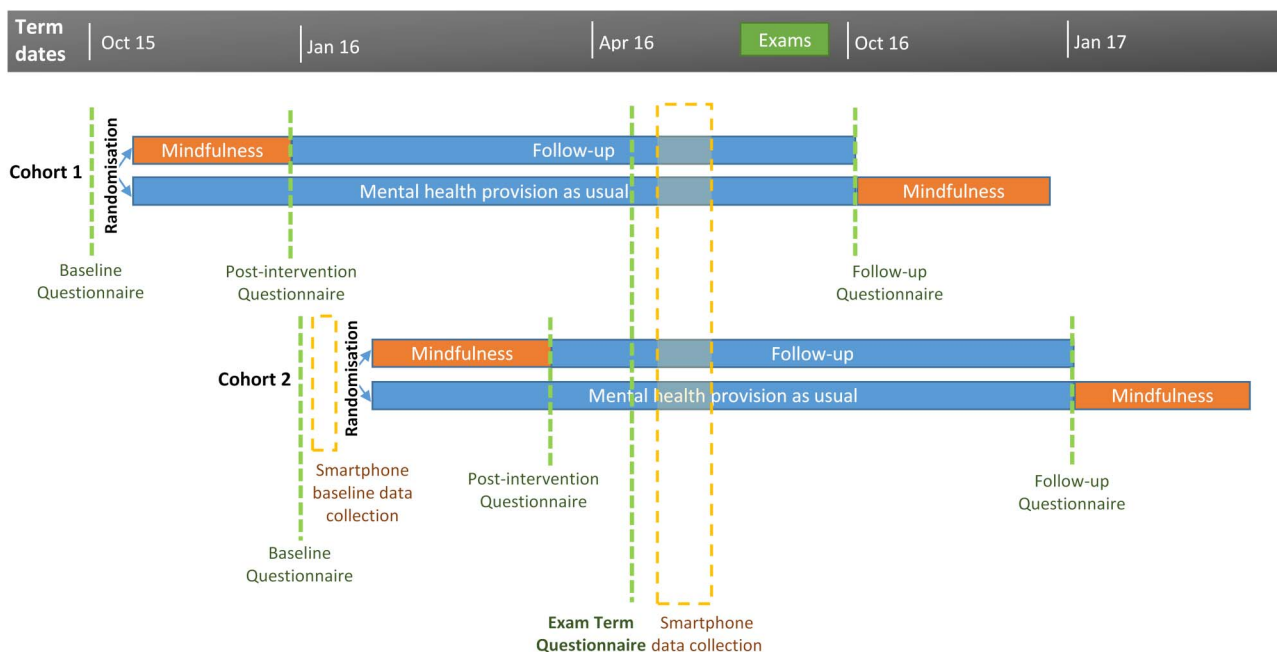 Term
dates
Oct 15
Jan 16
Apr 16
Exams
Oct 16
Jan 17
Cohort 1
Randomisation
Mindfulness
Follow-up
Mental health provision as usual
Mindfulness
Baseline
Questionnaire
Post-intervention
Questionnaire
Follow-up
Questionnaire
Cohort 2
Randomisation
Mindfulness
Follow-up
Mental health provision as usual
Mindfulness
Smartphone
baseline data
collection
Post-intervention
Questionnaire
Follow-up
Questionnaire
Baseline
Questionnaire
Exam Term
Questionnaire
Smartphone
data collection